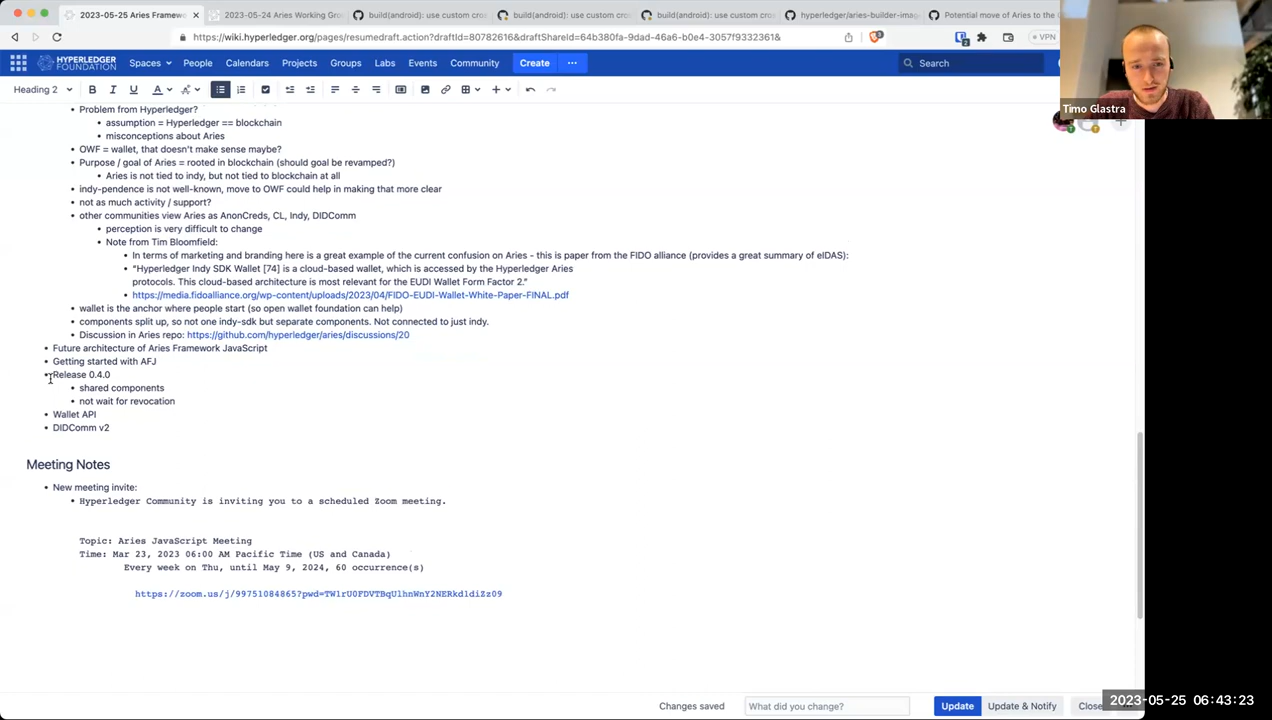 2023-05-25 Aries Framew
2023-05-24 Aries Working Gro
build(android): use custom cro
build(android): use custom cro
build(android): use custom cro
hyperledger/aries-builder-imag
Potential move of Aries to the O
https://wiki.hyperledger.org/pages/resumedraft.action?draftId=80782616&draftShareId=64b380fa-9dad-46a6-b0e4-3057f9332361&
VPN
HYPERLEDGER FOUNDATION
Spaces
People
Calendars
Projects
Groups
Labs
Events
Community
Create
Search
Heading 2
B I U A
Timo Glastra
• Problem from Hyperledger?
• assumption = Hyperledger == blockchain
• misconceptions about Aries
• OWF = wallet, that doesn't make sense maybe?
• Purpose / goal of Aries = rooted in blockchain (should goal be revamped?)
• Aries is not tied to indy, but not tied to blockchain at all
• indy-pendence is not well-known, move to OWF could help in making that more clear
• not as much activity / support?
• other communities view Aries as AnonCreds, CL, Indy, DIDComm
• perception is very difficult to change
• Note from Tim Bloomfield:
• In terms of marketing and branding here is a great example of the current confusion on Aries - this is paper from the FIDO alliance (provides a great summary of eIDAS):
• "Hyperledger Indy SDK Wallet [74] is a cloud-based wallet, which is accessed by the Hyperledger Aries
protocols. This cloud-based architecture is most relevant for the EUDI Wallet Form Factor 2."
• https://media.fidoalliance.org/wp-content/uploads/2023/04/FIDO-EUDI-Wallet-White-Paper-FINAL.pdf
• wallet is the anchor where people start (so open wallet foundation can help)
• components split up, so not one indy-sdk but separate components. Not connected to just indy.
• Discussion in Aries repo: https://github.com/hyperledger/aries/discussions/20
• Future architecture of Aries Framework JavaScript
• Getting started with AFJ
• Release 0.4.0
• shared components
• not wait for revocation
• Wallet API
• DIDComm v2
Meeting Notes
• New meeting invite:
• Hyperledger Community is inviting you to a scheduled Zoom meeting.
Topic: Aries JavaScript Meeting
Time: Mar 23, 2023 06:00 AM Pacific Time (US and Canada)
Every week on Thu, until May 9, 2024, 60 occurrence(s)
Changes saved
What did you change?
Update
Update & Notify
Close
2023-05-25 06:43:23